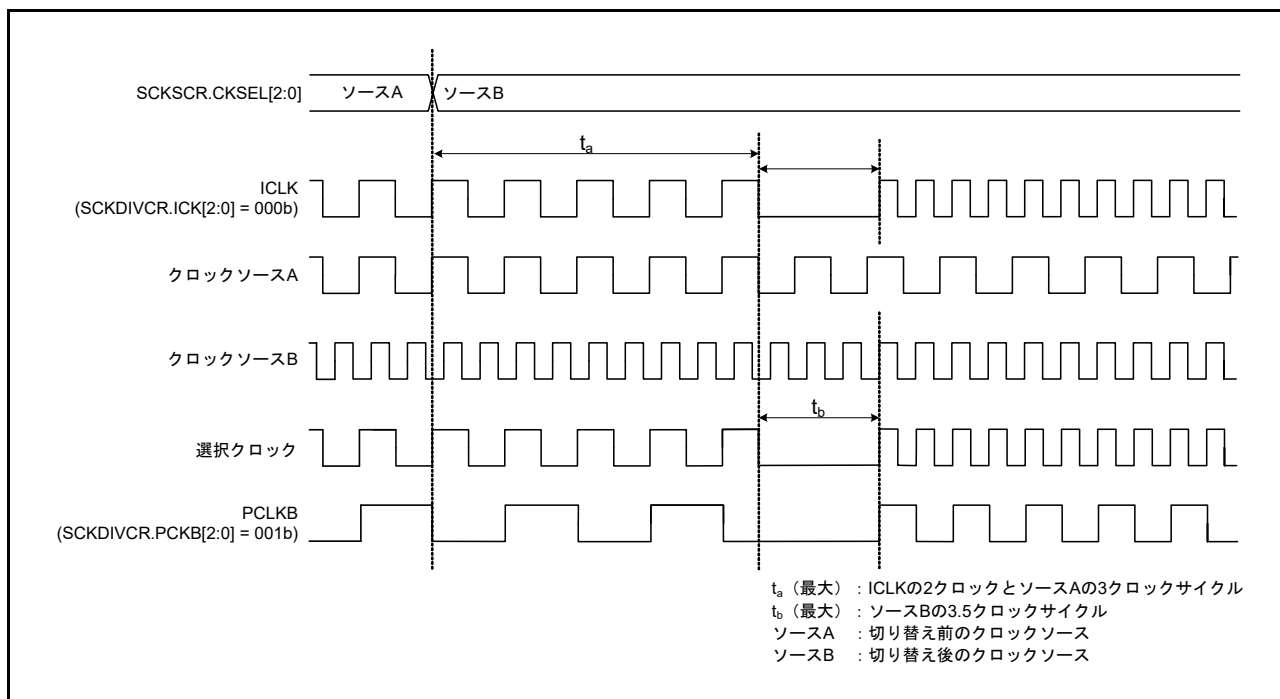 SCKSCR.CKSEL[2:0]
ソースA
ソースB
ta
ICLK
(SCKDIVCR.ICK[2:0] = 000b)
クロックソースA
クロックソースB
tb
選択クロック
PCLKB
(SCKDIVCR.PCKB[2:0] = 001b)
ta（最大）：ICLKの2クロックとソースAの3クロックサイクル
tb（最大）：ソースBの3.5クロックサイクル
ソースA ：切り替え前のクロックソース
ソースB ：切り替え後のクロックソース